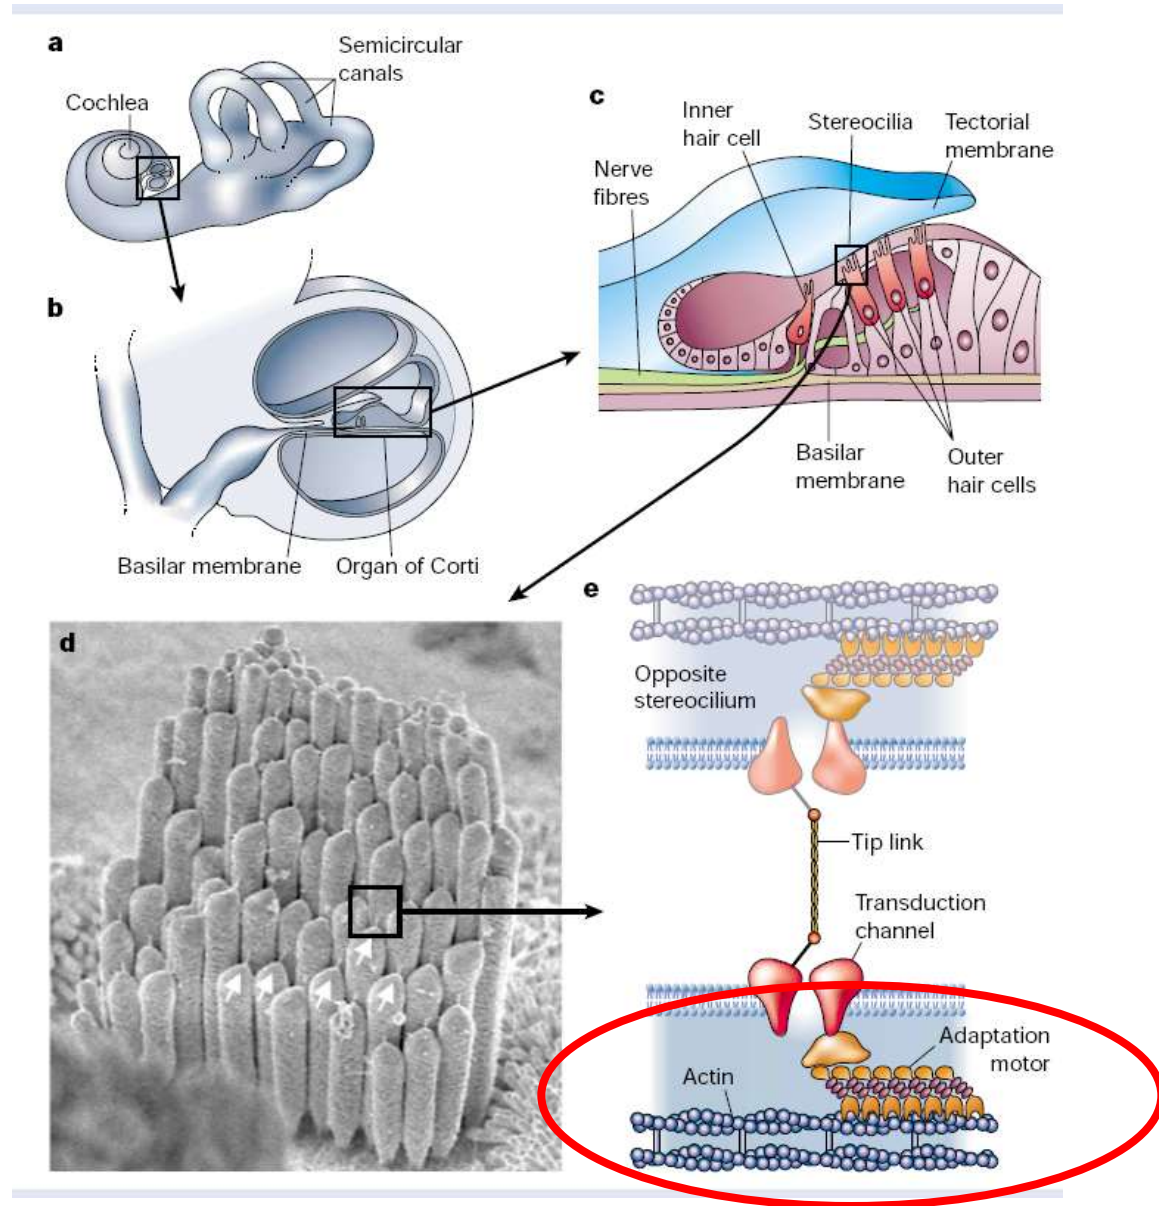 a
Semicircular
canals
Cochlea
b
Basilar membrane
Organ of Corti
c
Inner
hair cell
Stereocilia
Tectorial
membrane
Nerve
fibres
Basilar
membrane
Outer
hair cells
d
e
Opposite
stereocilium
Tip link
Transduction
channel
Adaptation
motor
Actin